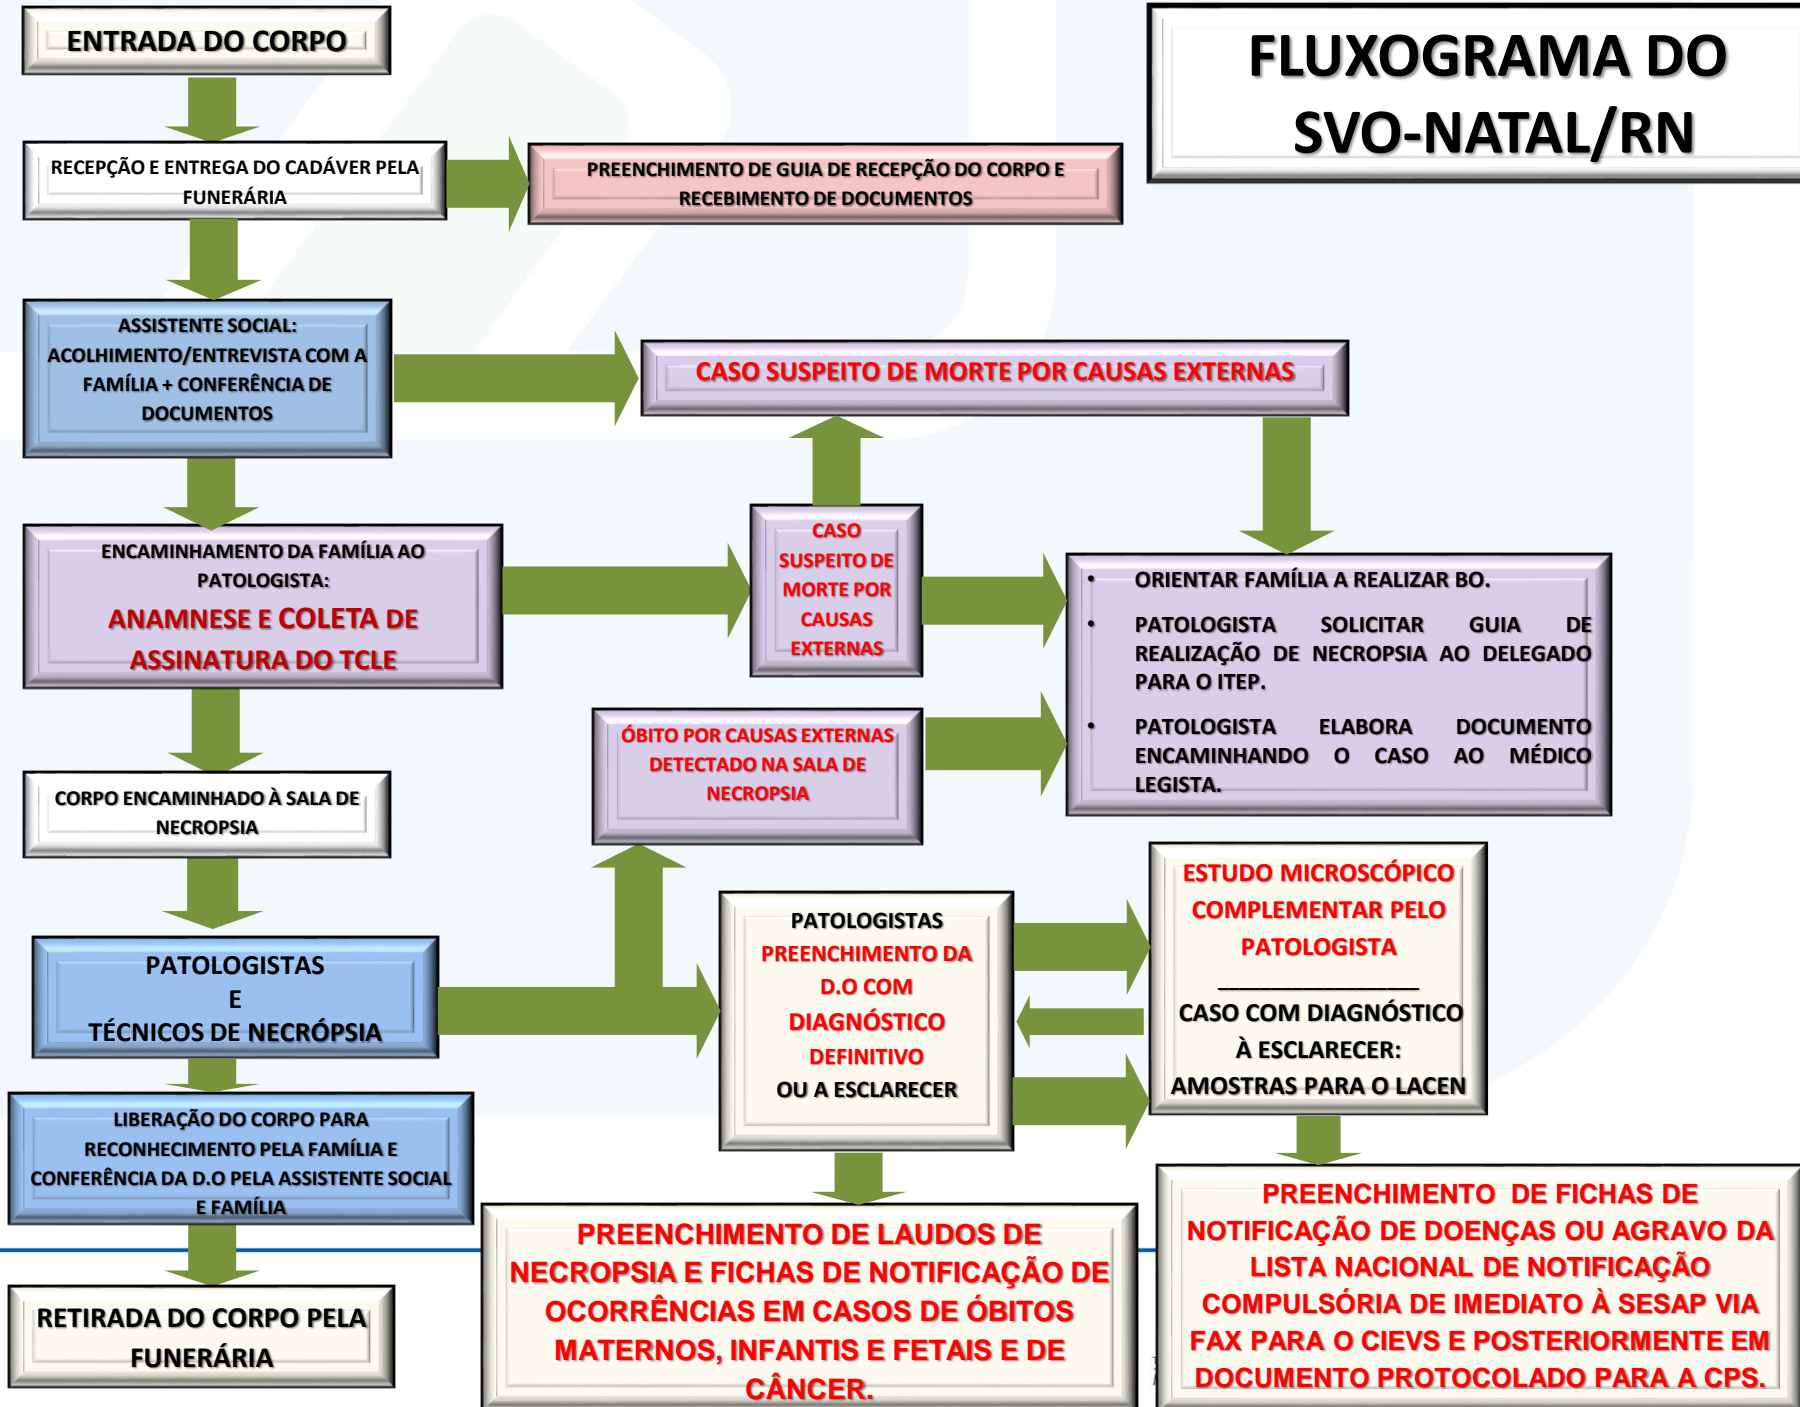 ENTRADA DO CORPO
FLUXOGRAMA DO
SVO-NATAL/RN
RECEPÇÃO E ENTREGA DO CADÁVER PELA
FUNERÁRIA
PREENCHIMENTO DE GUIA DE RECEPÇÃO DO CORPO E
RECEBIMENTO DE DOCUMENTOS
ASSISTENTE SOCIAL:
ACOLHIMENTO/ENTREVISTA COM A
FAMÍLIA + CONFERÊNCIA DE
DOCUMENTOS
CASO SUSPEITO DE MORTE POR CAUSAS EXTERNAS
ENCAMINHAMENTO DA FAMÍLIA AO
PATOLOGISTA:
ANAMNESE E COLETA DE
ASSINATURA DO TCLE
CASO
SUSPEITO DE
MORTE POR
CAUSAS
EXTERNAS
• ORIENTAR FAMÍLIA A REALIZAR BO.
• PATOLOGISTA SOLICITAR GUIA DE
REALIZAÇÃO DE NECROPSIA AO DELEGADO
PARA O ITEP.
• PATOLOGISTA ELABORA DOCUMENTO
ENCAMINHANDO O CASO AO MÉDICO
LEGISTA.
ÓBITO POR CAUSAS EXTERNAS
DETECTADO NA SALA DE
NECROPSIA
CORPO ENCAMINHADO À SALA DE
NECROPSIA
PATOLOGISTAS
E
TÉCNICOS DE NECRÓPSIA
PATOLOGISTAS
PREENCHIMENTO DA
D.O COM
DIAGNÓSTICO
DEFINITIVO
OU A ESCLARECER
ESTUDO MICROSCÓPICO
COMPLEMENTAR PELO
PATOLOGISTA
___________________
CASO COM DIAGNÓSTICO
À ESCLARECER:
AMOSTRAS PARA O LACEN
LIBERAÇÃO DO CORPO PARA
RECONHECIMENTO PELA FAMÍLIA E
CONFERÊNCIA DA D.O PELA ASSISTENTE SOCIAL
E FAMÍLIA
PREENCHIMENTO DE LAUDOS DE
NECROPSIA E FICHAS DE NOTIFICAÇÃO DE
OCORRÊNCIAS EM CASOS DE ÓBITOS
MATERNOS, INFANTIS E FETAIS E DE
CÂNCER.
PREENCHIMENTO DE FICHAS DE
NOTIFICAÇÃO DE DOENÇAS OU AGRAVO DA
LISTA NACIONAL DE NOTIFICAÇÃO
COMPULSÓRIA DE IMEDIATO À SESAP VIA
FAX PARA O CIEVS E POSTERIORMENTE EM
DOCUMENTO PROTOCOLADO PARA A CPS.
RETIRADA DO CORPO PELA
FUNERÁRIA